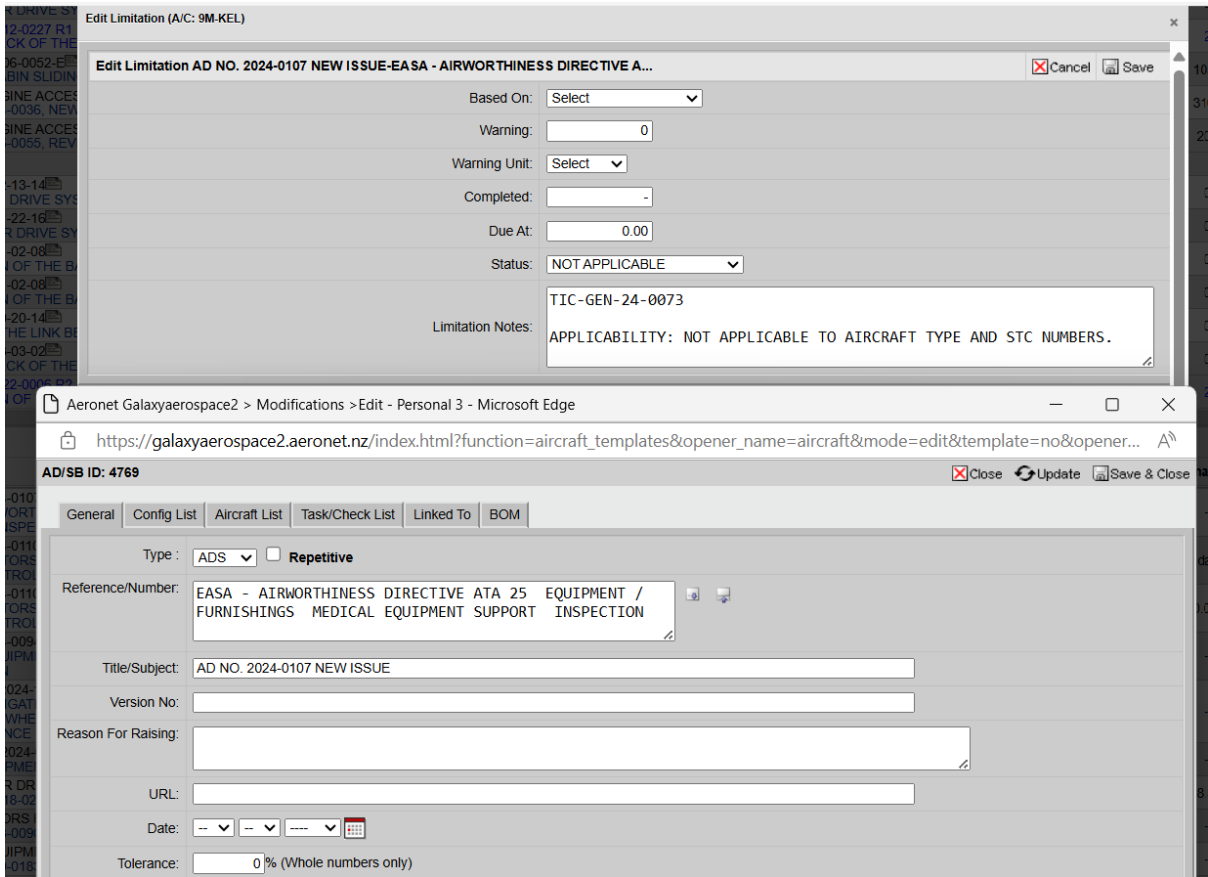 Edit Limitation (A/C: 9M-KEL)
Edit Limitation AD NO. 2024-0107 NEW ISSUE-EASA - AIRWORTHINESS DIRECTIVE A...
Cancel Save
Based On: Select
Warning: 0
Warning Unit: Select
Completed: -
Due At: 0.00
Status: NOT APPLICABLE
Limitation Notes:
TIC-GEN-24-0073
APPLICABILITY: NOT APPLICABLE TO AIRCRAFT TYPE AND STC NUMBERS.
Aeronet Galaxyaerospace2 > Modifications >Edit - Personal 3 - Microsoft Edge
https://galaxyaerospace2.aeronet.nz/index.html?function=aircraft_templates&opener_name=aircraft&mode=edit&template=no&opener...
AD/SB ID: 4769
Close Update Save & Close
General Config List Aircraft List Task/Check List Linked To BOM
Type : ADS Repetitive
Reference/Number:
EASA - AIRWORTHINESS DIRECTIVE ATA 25 EQUIPMENT /
FURNISHINGS MEDICAL EQUIPMENT SUPPORT INSPECTION
Title/Subject: AD NO. 2024-0107 NEW ISSUE
Version No:
Reason For Raising:
URL:
Date: -- -- ----
Tolerance: 0 % (Whole numbers only)